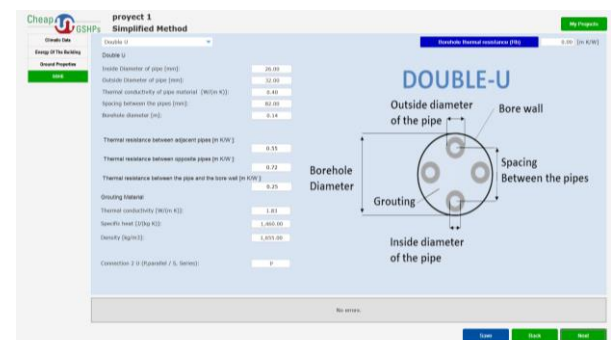 Cheap GSHPs
proyect 1
Simplified Method
My Projects
Climatic Data
Energy Of The Building
Ground Properties
Double U
Borehole thermal resistance (Rb)
0.09 [m K/W]
Double U
Inside Diameter of pipe [mm]: 26.00
Outside Diameter of pipe [mm]: 32.00
Thermal conductivity of pipe material [W/(m K)]: 0.40
Spacing between the pipes [mm]: 82.00
Borehole diameter [m]: 0.14
Thermal resistance between adjacent pipes [m K/W ]:
0.55
Thermal resistance between opposite pipes [m K/W ]:
0.72
Thermal resistance between the pipe and the bore wall [m K/W ]:
0.25
Grouting Material
Thermal conductivity [W/(m K)]: 1.83
Specific heat [J/(kg K)]: 1,460.00
Density [kg/m3]: 1,855.00
Connection 2 U (P,parallel / S, Series): P
DOUBLE-U
Outside diameter
of the pipe
Bore wall
Borehole
Diameter
Spacing
Between the pipes
Grouting
Inside diameter
of the pipe
No errors.
Save
Back
Next